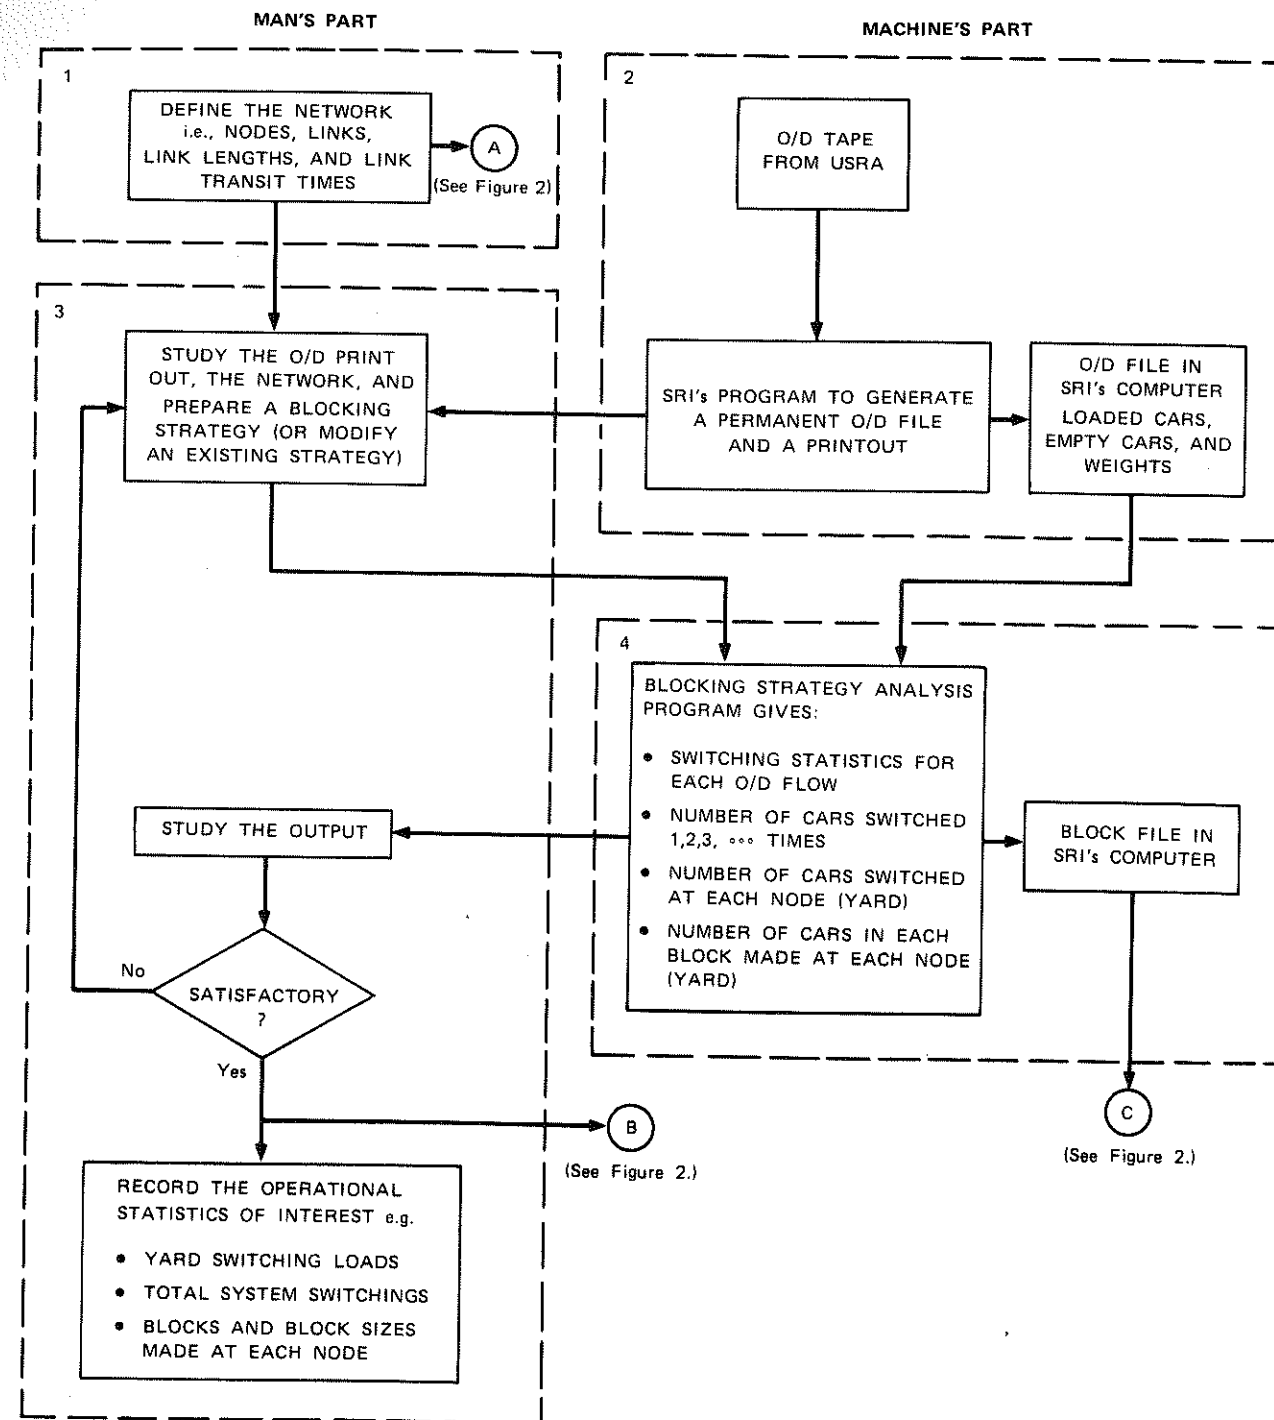 MAN'S PART
MACHINE'S PART
1
DEFINE THE NETWORK
i.e., NODES, LINKS,
LINK LENGTHS, AND LINK
TRANSIT TIMES
A
(See Figure 2)
2
O/D TAPE
FROM USRA
SRI's PROGRAM TO GENERATE
A PERMANENT O/D FILE
AND A PRINTOUT
O/D FILE IN
SRI's COMPUTER
LOADED CARS,
EMPTY CARS, AND
WEIGHTS
3
STUDY THE O/D PRINT
OUT, THE NETWORK, AND
PREPARE A BLOCKING
STRATEGY (OR MODIFY
AN EXISTING STRATEGY)
4
BLOCKING STRATEGY ANALYSIS
PROGRAM GIVES:
• SWITCHING STATISTICS FOR
EACH O/D FLOW
• NUMBER OF CARS SWITCHED
1,2,3, ∘∘∘ TIMES
• NUMBER OF CARS SWITCHED
AT EACH NODE (YARD)
• NUMBER OF CARS IN EACH
BLOCK MADE AT EACH NODE
(YARD)
BLOCK FILE IN
SRI's COMPUTER
STUDY THE OUTPUT
No
SATISFACTORY
?
Yes
B
(See Figure 2.)
C
(See Figure 2.)
RECORD THE OPERATIONAL
STATISTICS OF INTEREST e.g.
• YARD SWITCHING LOADS
• TOTAL SYSTEM SWITCHINGS
• BLOCKS AND BLOCK SIZES
MADE AT EACH NODE